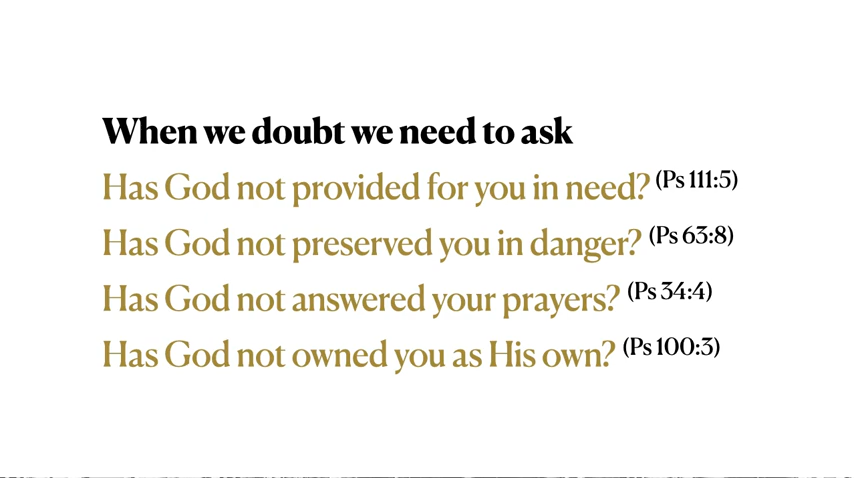 When we doubt we need to ask
Has God not provided for you in need? (Ps 111:5)
Has God not preserved you in danger? (Ps 63:8)
Has God not answered your prayers? (Ps 34:4)
Has God not owned you as His own? (Ps 100:3)